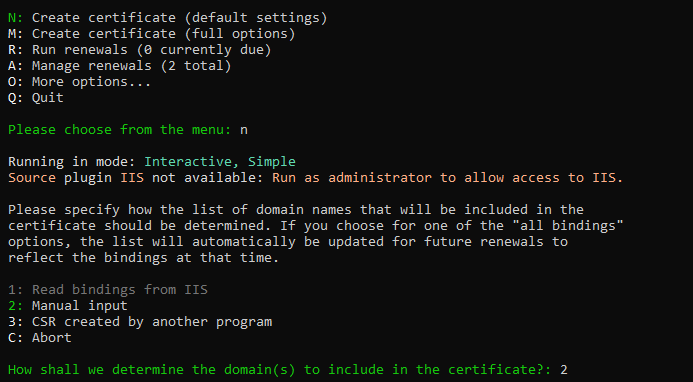 N: Create certificate (default settings)
M: Create certificate (full options)
R: Run renewals (0 currently due)
A: Manage renewals (2 total)
O: More options...
Q: Quit
Please choose from the menu: n
Running in mode: Interactive, Simple
Source plugin IIS not available: Run as administrator to allow access to IIS.
Please specify how the list of domain names that will be included in the
certificate should be determined. If you choose for one of the "all bindings"
options, the list will automatically be updated for future renewals to
reflect the bindings at that time.
1: Read bindings from IIS
2: Manual input
3: CSR created by another program
C: Abort
How shall we determine the domain(s) to include in the certificate?: 2